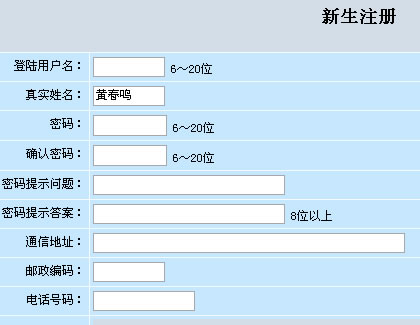 新生注册
登陆用户名： 6～20位
真实姓名： 黄春鸣
密码： 6～20位
确认密码： 6～20位
密码提示问题：
密码提示答案： 8位以上
通信地址：
邮政编码：
电话号码：